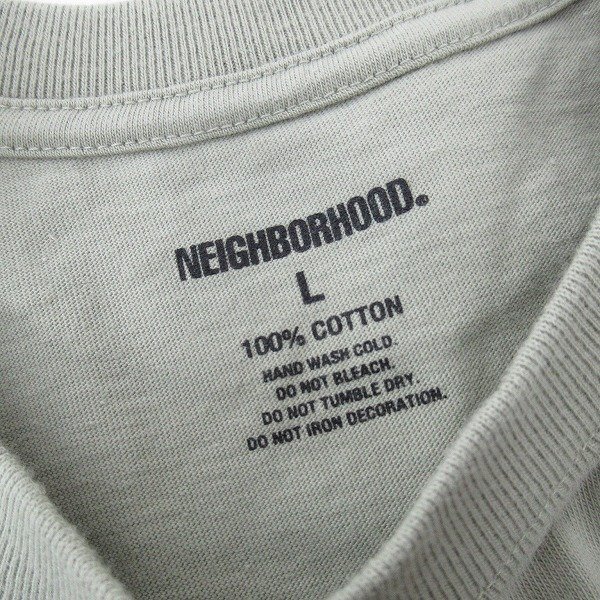 NEIGHBORHOOD®
L
100% COTTON
HAND WASH COLD.
DO NOT BLEACH.
DO NOT TUMBLE DRY.
DO NOT IRON DECORATION.